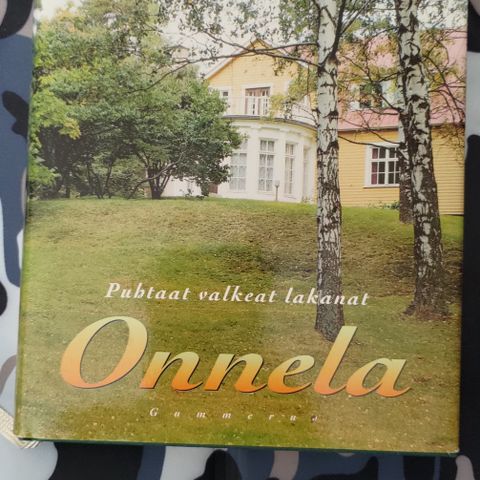 Puhtaat valkeat lakanat
Onnela
Gummerus